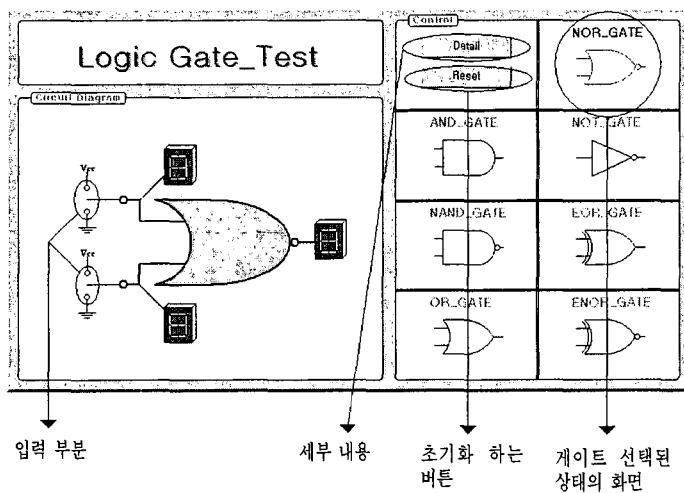 Logic Gate_Test
Control
Detail
Reset
NOR_GATE
Circuit Diagram
Vcc
Vcc
AND_GATE
NOT_GATE
NAND_GATE
EOR_GATE
OR_GATE
ENOR_GATE
입력 부분
세부 내용
초기화 하는
버튼
게이트 선택된
상태의 화면